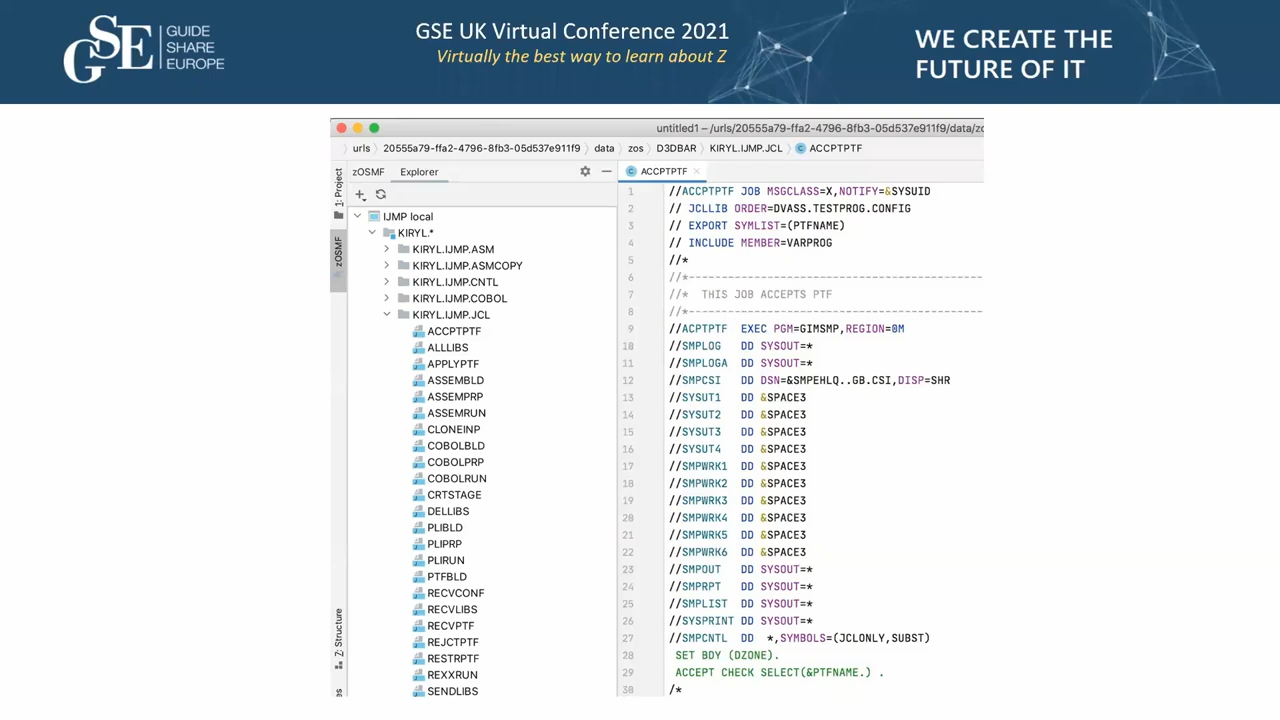 GSE
GUIDE
SHARE
EUROPE
GSE UK Virtual Conference 2021
Virtually the best way to learn about Z
WE CREATE THE
FUTURE OF IT
untitled1 – /urls/20555a79-ffa2-4796-8fb3-05d537e911f9/data/zo
urls 20555a79-ffa2-4796-8fb3-05d537e911f9 data zos D3DBAR KIRYL.IJMP.JCL ACCPTPTF
1: Project
zOSMF
7: Structure
zOSMF Explorer
IJMP local
KIRYL.*
KIRYL.IJMP.ASM
KIRYL.IJMP.ASMCOPY
KIRYL.IJMP.CNTL
KIRYL.IJMP.COBOL
KIRYL.IJMP.JCL
ACCPTPTF
ALLLIBS
APPLYPTF
ASSEMBLD
ASSEMPRP
ASSEMRUN
CLONEINP
COBOLBLD
COBOLPRP
COBOLRUN
CRTSTAGE
DELLIBS
PLIBLD
PLIPRP
PLIRUN
PTFBLD
RECVCONF
RECVLIBS
RECVPTF
REJCTPTF
RESTRPTF
REXXRUN
SENDLIBS
ACCPTPTF
1 //ACCPTPTF JOB MSGCLASS=X,NOTIFY=&SYSUID
2 // JCLLIB ORDER=DVASS.TESTPROG.CONFIG
3 // EXPORT SYMLIST=(PTFNAME)
4 // INCLUDE MEMBER=VARPROG
5 //*
6 //*-----------------------------------------------
7 //*  THIS JOB ACCEPTS PTF
8 //*-----------------------------------------------
9 //ACPTPTF  EXEC PGM=GIMSMP,REGION=0M
10 //SMPLOG   DD SYSOUT=*
11 //SMPLOGA  DD SYSOUT=*
12 //SMPCSI   DD DSN=&SMPEHLQ..GB.CSI,DISP=SHR
13 //SYSUT1   DD &SPACE3
14 //SYSUT2   DD &SPACE3
15 //SYSUT3   DD &SPACE3
16 //SYSUT4   DD &SPACE3
17 //SMPWRK1  DD &SPACE3
18 //SMPWRK2  DD &SPACE3
19 //SMPWRK3  DD &SPACE3
20 //SMPWRK4  DD &SPACE3
21 //SMPWRK5  DD &SPACE3
22 //SMPWRK6  DD &SPACE3
23 //SMPOUT   DD SYSOUT=*
24 //SMPRPT   DD SYSOUT=*
25 //SMPLIST  DD SYSOUT=*
26 //SYSPRINT DD SYSOUT=*
27 //SMPCNTL  DD  *,SYMBOLS=(JCLONLY,SUBST)
28  SET BDY (DZONE).
29  ACCEPT CHECK SELECT(&PTFNAME.) .
30 /*